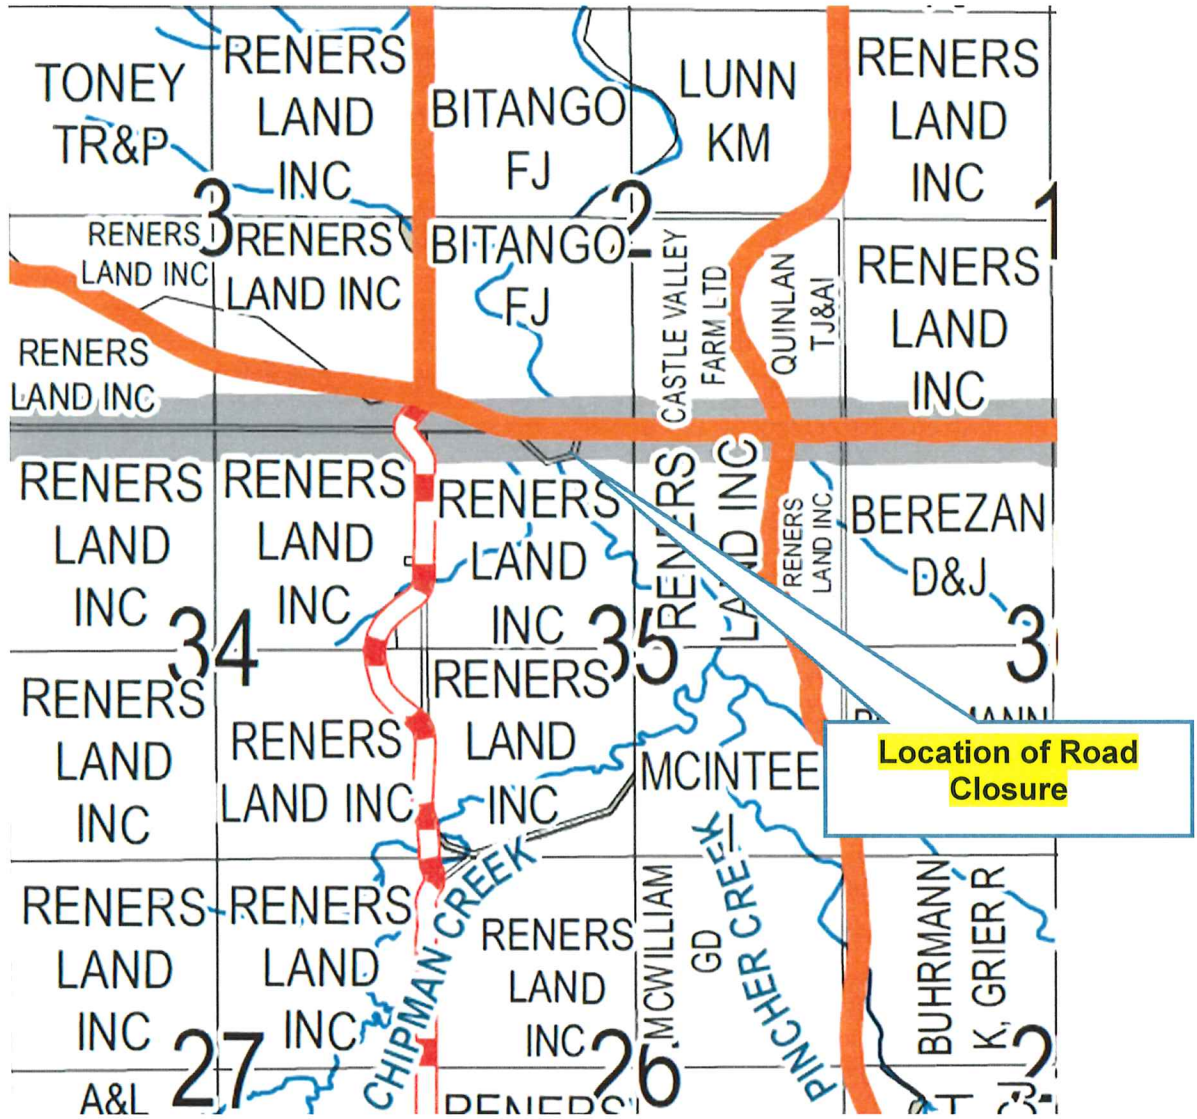 TONEY
TR&P
RENERS
LAND
INC
BITANGO
FJ
LUNN
KM
RENERS
LAND
INC
3
2
1
RENERS
LAND INC
RENERS
LAND INC
BITANGO
FJ
CASTLE VALLEY
FARM LTD
QUINLAN
TJ&AI
RENERS
LAND
INC
RENERS
LAND INC
RENERS
LAND
INC
RENERS
LAND
INC
RENERS
LAND
INC
RENERS
LAND INC
RENERS
LAND INC
BEREZAN
D&J
34
35
3
RENERS
LAND
INC
RENERS
LAND INC
RENERS
LAND
INC
MCINTEE
Location of Road
Closure
RENERS
LAND
INC
RENERS
LAND
INC
CHIPMAN CREEK
RENERS
LAND
INC
MCWILLIAM
GD
PINCHER CREEK
BUHRMANN
K, GRIER R
27
26
2
A&L
RENERS